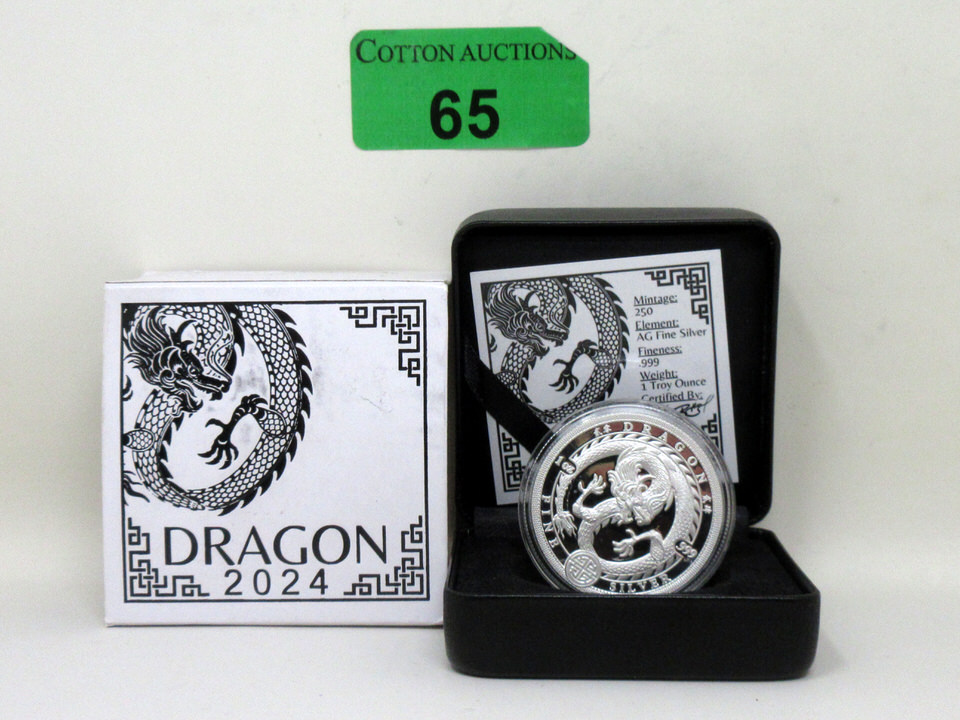 COTTON AUCTIONS
65
DRAGON
2024
Mintage:
250
Element:
AG Fine Silver
Fineness:
.999
Weight:
1 Troy Ounce
Certified By:
DRAGON
FINE
SILVER